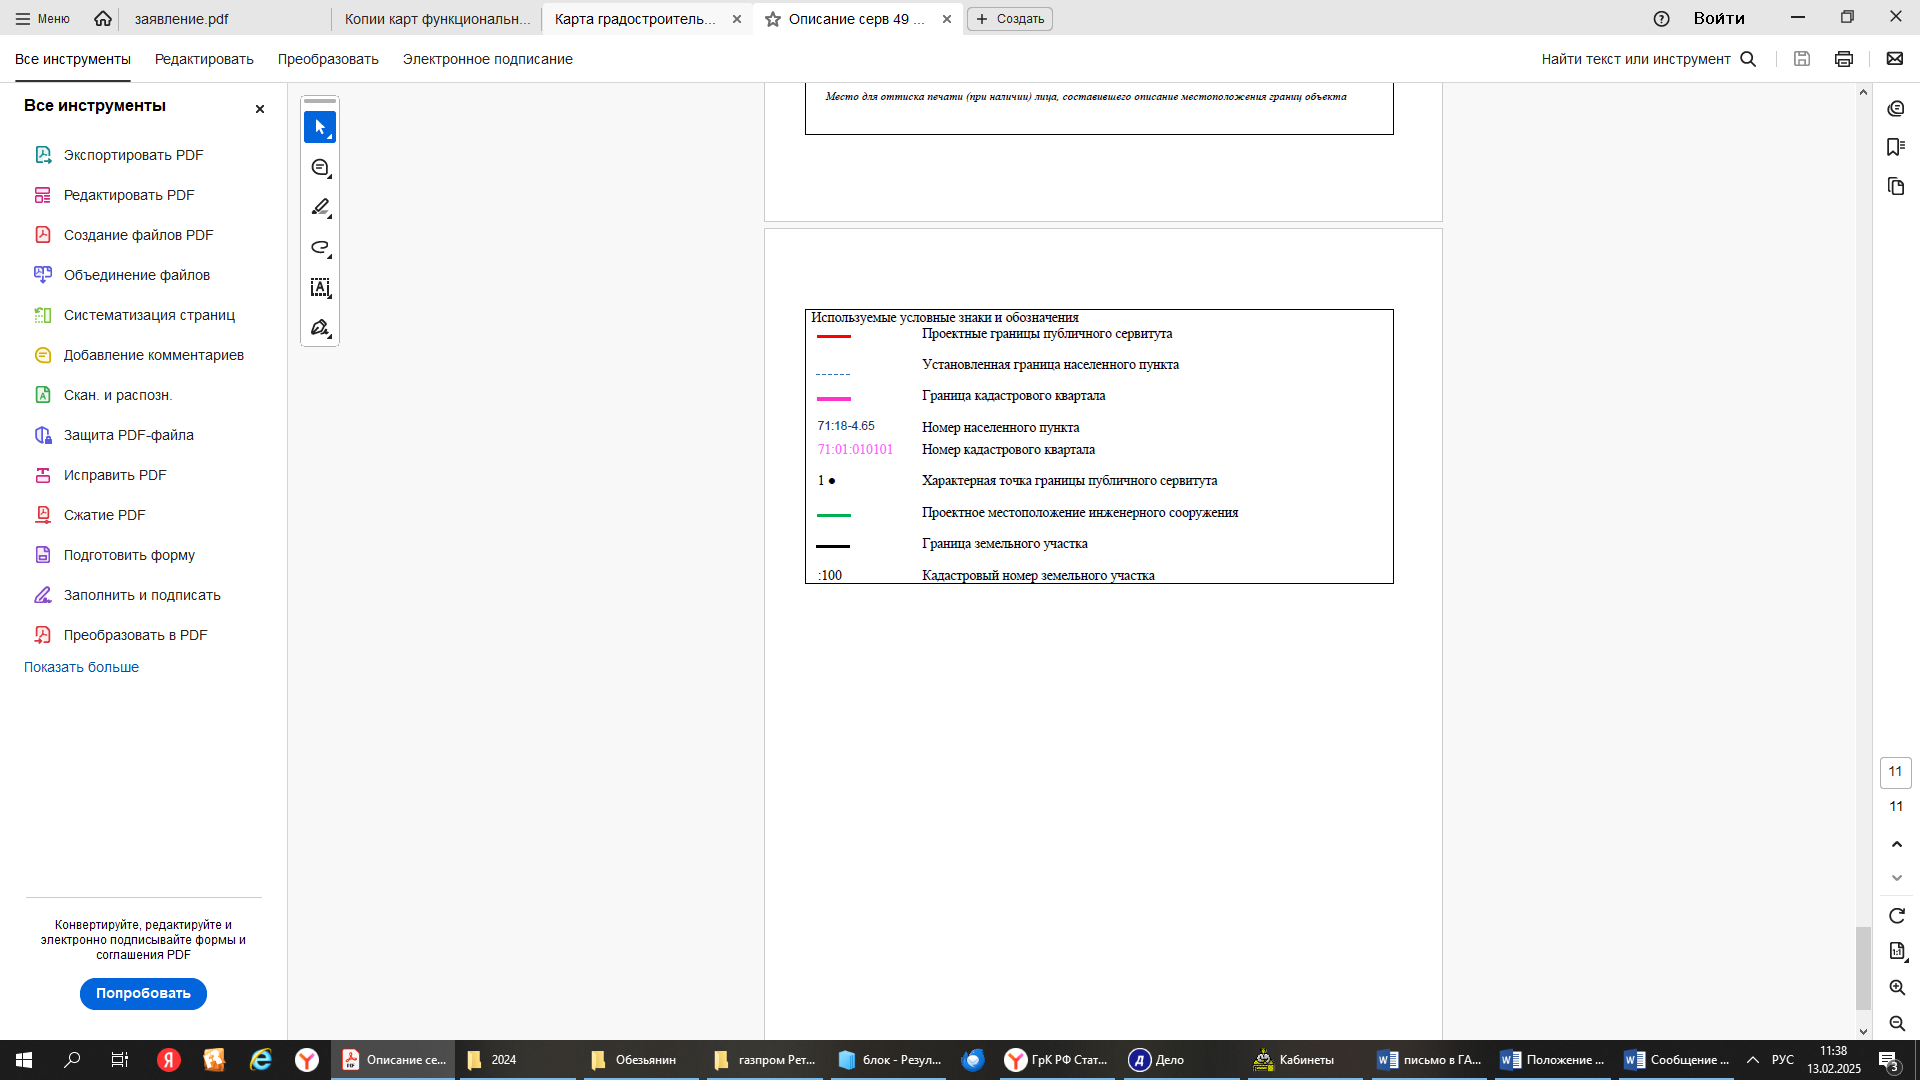 Меню
заявление.pdf
Копии карт функциональн...
Карта градостроитель...
Описание серв 49 ...
Создать
Войти
Все инструменты
Редактировать
Преобразовать
Электронное подписание
Найти текст или инструмент
Все инструменты
Экспортировать PDF
Редактировать PDF
Создание файлов PDF
Объединение файлов
Систематизация страниц
Добавление комментариев
Скан. и распозн.
Защита PDF-файла
Исправить PDF
Сжатие PDF
Подготовить форму
Заполнить и подписать
Преобразовать в PDF
Показать больше
Конвертируйте, редактируйте и
электронно подписывайте формы и
соглашения PDF
Попробовать
Место для оттиска печати (при наличии) лица, составившего описание местоположения границ объекта
Используемые условные знаки и обозначения
Проектные границы публичного сервитута
Установленная граница населенного пункта
Граница кадастрового квартала
71:18-4.65 Номер населенного пункта
71:01:010101 Номер кадастрового квартала
1 ● Характерная точка границы публичного сервитута
Проектное местоположение инженерного сооружения
Граница земельного участка
:100 Кадастровый номер земельного участка
11
11
Описание се...
2024
Обезьянин
газпром Рет...
блок - Резул...
ГрК РФ Стат...
Дело
Кабинеты
письмо в ГА...
Положение ...
Сообщение ...
РУС
11:38
13.02.2025
3